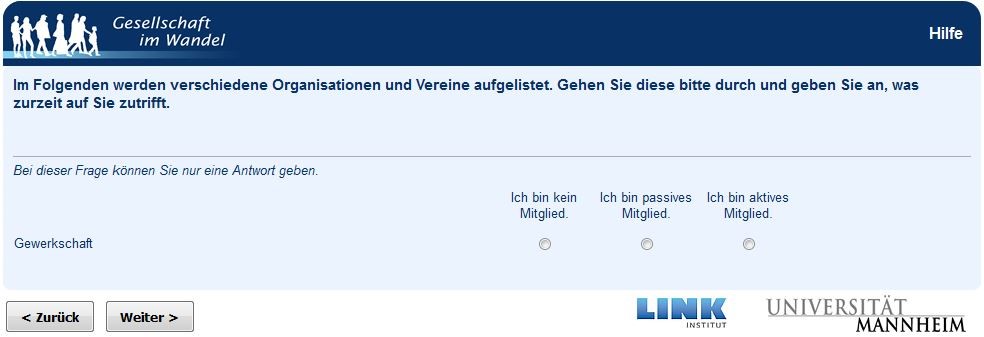 Gesellschaft
im Wandel
Hilfe
Im Folgenden werden verschiedene Organisationen und Vereine aufgelistet. Gehen Sie diese bitte durch und geben Sie an, was
zurzeit auf Sie zutrifft.
Bei dieser Frage können Sie nur eine Antwort geben.
Ich bin kein Mitglied.
Ich bin passives Mitglied.
Ich bin aktives Mitglied.
Gewerkschaft
< Zurück
Weiter >
LINK
INSTITUT
UNIVERSITÄT
MANNHEIM